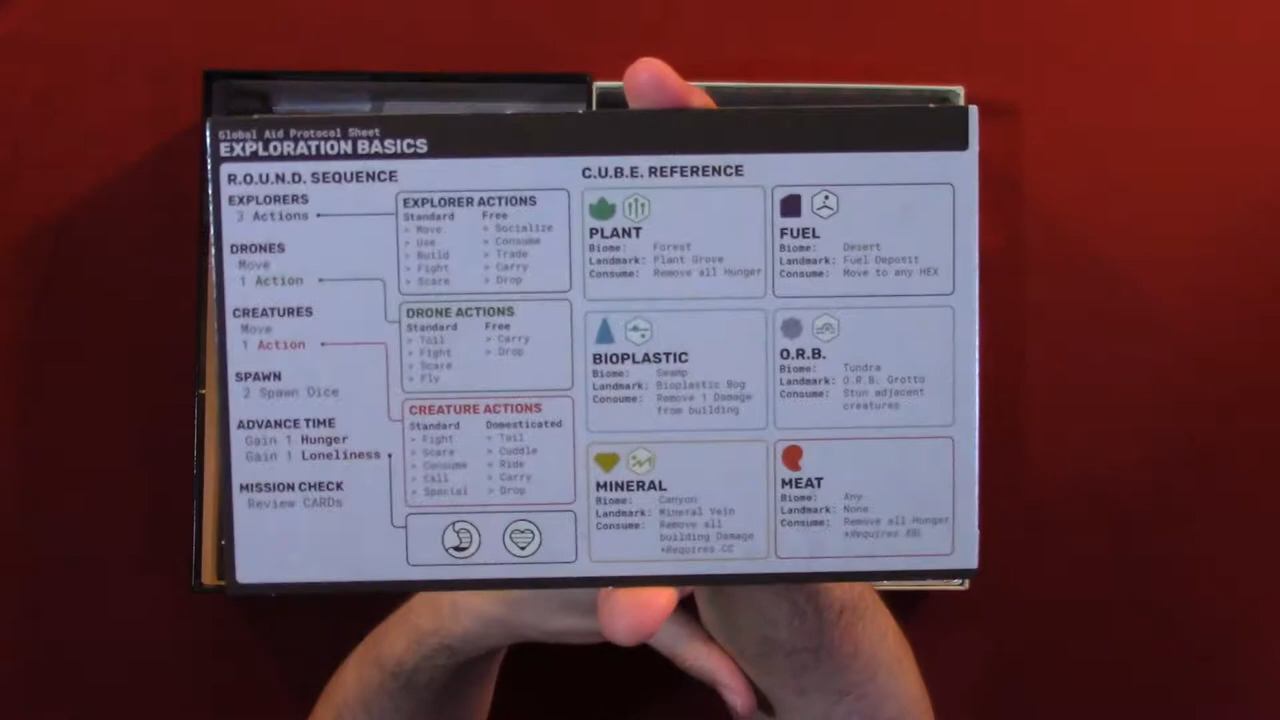 Global Aid Protocol Sheet
EXPLORATION BASICS
R.O.U.N.D. SEQUENCE
EXPLORERS
3 Actions
DRONES
Move
1 Action
CREATURES
Move
1 Action
SPAWN
2 Spawn Dice
ADVANCE TIME
Gain 1 Hunger
Gain 1 Loneliness
MISSION CHECK
Review CARDs
EXPLORER ACTIONS
Standard Free
> Move > Socialize
> Use > Consume
> Build > Trade
> Fight > Carry
> Scare > Drop
DRONE ACTIONS
Standard Free
> Toil > Carry
> Fight > Drop
> Scare
> Fly
CREATURE ACTIONS
Standard Domesticated
> Fight > Toil
> Scare > Cuddle
> Consume > Ride
> Call > Carry
> Special > Drop
C.U.B.E. REFERENCE
PLANT
Biome: Forest
Landmark: Plant Grove
Consume: Remove all Hunger
FUEL
Biome: Desert
Landmark: Fuel Deposit
Consume: Move to any HEX
BIOPLASTIC
Biome: Swamp
Landmark: Bioplastic Bog
Consume: Remove 1 Damage
from building
O.R.B.
Biome: Tundra
Landmark: O.R.B. Grotto
Consume: Stun adjacent
creatures
MINERAL
Biome: Canyon
Landmark: Mineral Vein
Consume: Remove all
building Damage
*Requires CC
MEAT
Biome: Any
Landmark: None
Consume: Remove all Hunger
*Requires